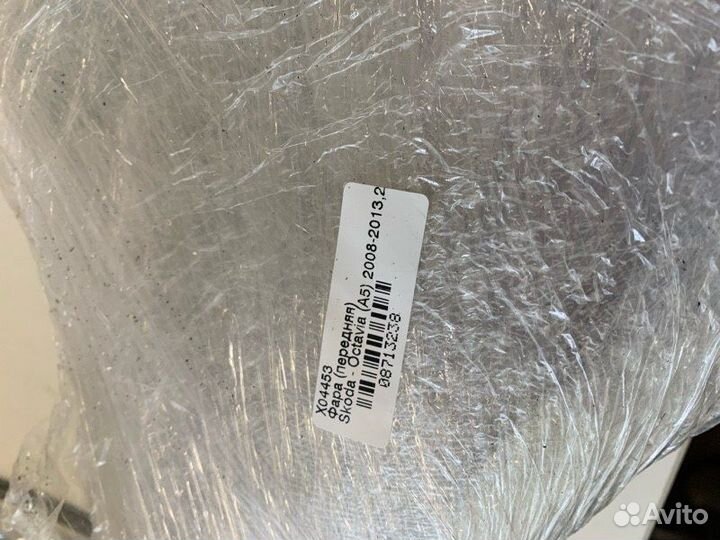 X04453
Фара (передняя)
Skoda - Octavia (A5) 2008-2013,2
08713238
Avito